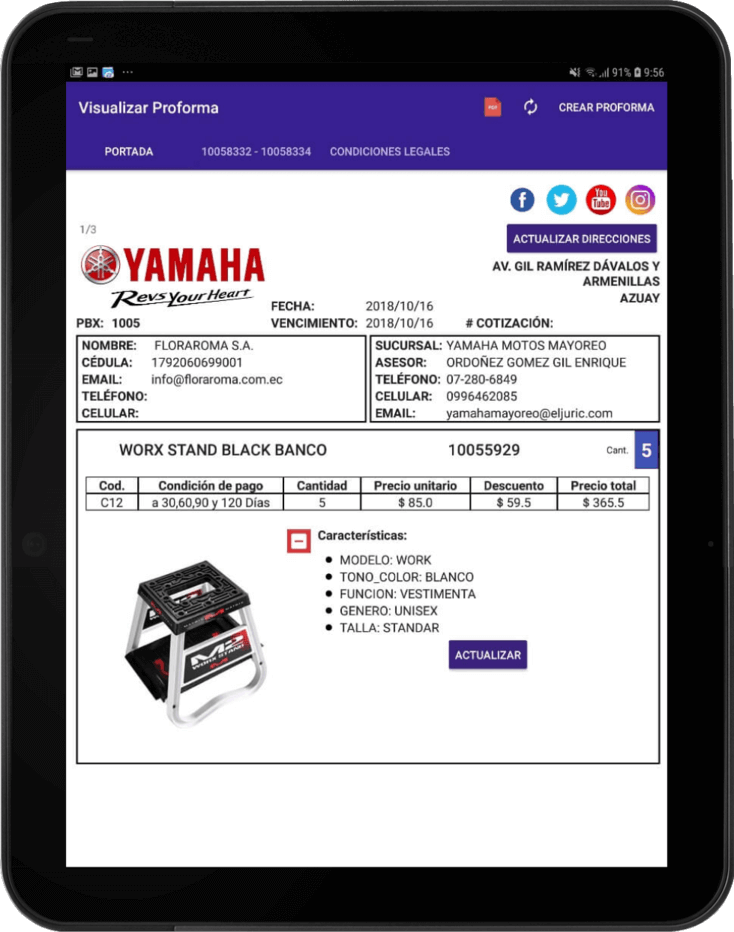 91% 9:56
Visualizar Proforma
PDF
CREAR PROFORMA
PORTADA
10058332 - 10058334
CONDICIONES LEGALES
You Tube
1/3
ACTUALIZAR DIRECCIONES
YAMAHA
Revs Your Heart
AV. GIL RAMÍREZ DÁVALOS Y
ARMENILLAS
AZUAY
FECHA: 2018/10/16
PBX: 1005 VENCIMIENTO: 2018/10/16 # COTIZACIÓN:
NOMBRE: FLORAROMA S.A.
CÉDULA: 1792060699001
EMAIL: info@floraroma.com.ec
TELÉFONO:
CELULAR:
SUCURSAL: YAMAHA MOTOS MAYOREO
ASESOR: ORDOÑEZ GOMEZ GIL ENRIQUE
TELÉFONO: 07-280-6849
CELULAR: 0996462085
EMAIL: yamahamayoreo@eljuric.com
WORX STAND BLACK BANCO 10055929 Cant. 5
Cod. Condición de pago Cantidad Precio unitario Descuento Precio total
C12 a 30,60,90 y 120 Días 5 $ 85.0 $ 59.5 $ 365.5
Características:
MODELO: WORK
TONO_COLOR: BLANCO
FUNCION: VESTIMENTA
GENERO: UNISEX
TALLA: STANDAR
M2
WORX STAND
ACTUALIZAR